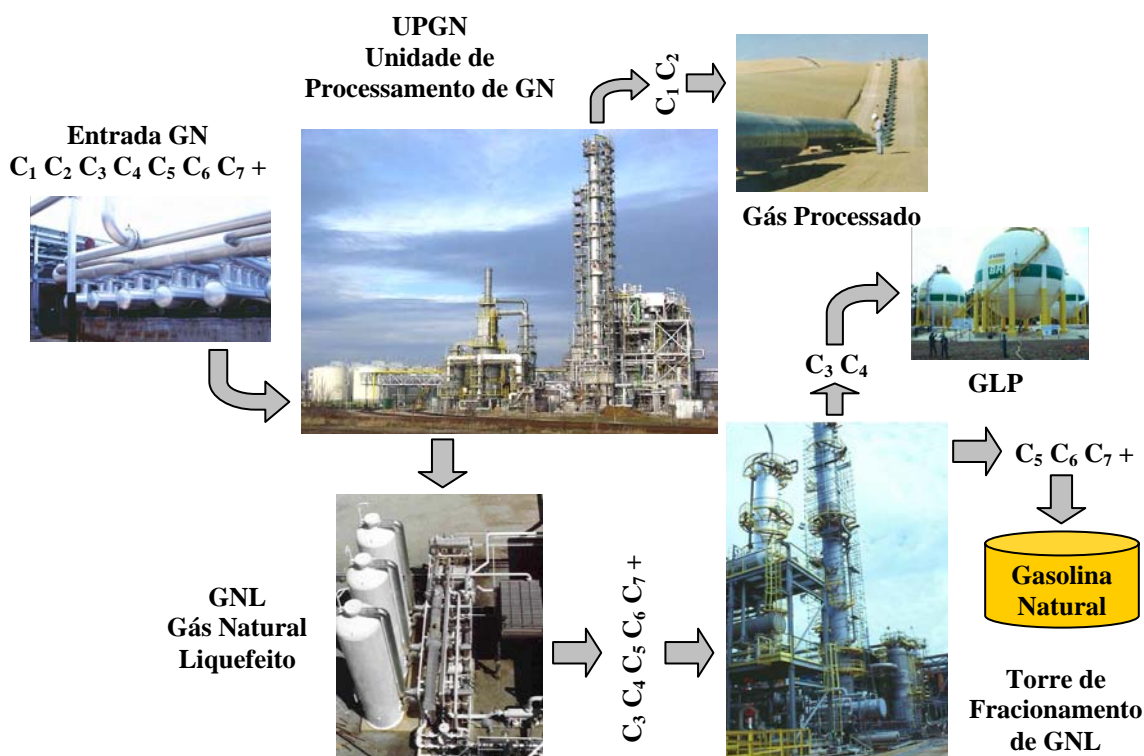 UPGN
Unidade de
Processamento de GN
C₁ C₂
Entrada GN
C₁ C₂ C₃ C₄ C₅ C₆ C₇ +
Gás Processado
BR
C₃ C₄
GLP
C₅ C₆ C₇ +
GNL
Gás Natural
Liquefeito
C₃ C₄ C₅ C₆ C₇ +
Gasolina
Natural
Torre de
Fracionamento
de GNL